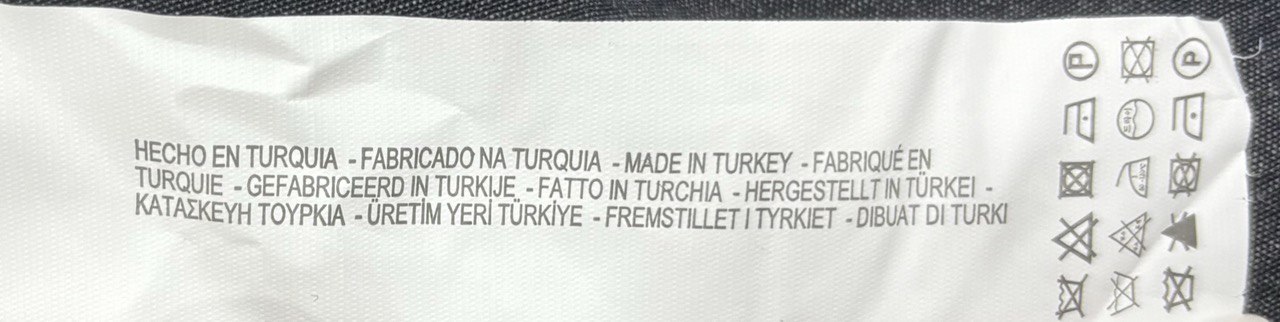 HECHO EN TURQUIA - FABRICADO NA TURQUIA - MADE IN TURKEY - FABRIQUÉ EN
TURQUIE - GEFABRICEERD IN TURKIJE - FATTO IN TURCHIA - HERGESTELLT IN TÜRKEI -
ΚΑΤΑΣΚΕΥΗ ΤΟΥΡΚΙΑ - ÜRETİM YERİ TÜRKİYE - FREMSTILLET I TYRKIET - DIBUAT DI TURKI
P
P